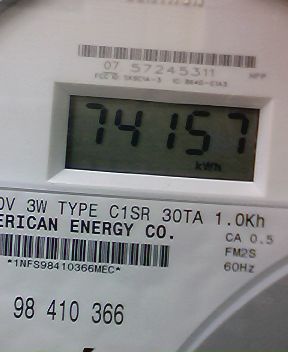 07 57245311
74157
kWh
0V 3W TYPE C1SR 30TA 1.0Kh
ERICAN ENERGY CO.
CA 0.5
*1NFS98410366MEC*
FM2S
60Hz
98 410 366